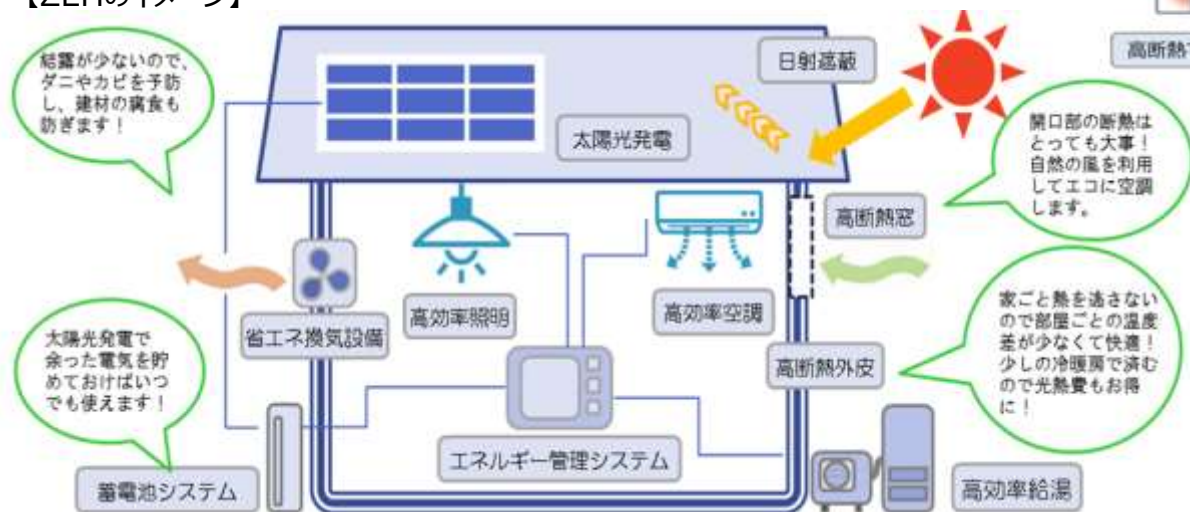 【ZEHのイメージ】
結露が少ないので、
ダニやカビを予防
し、建材の腐食も
防ぎます！
日射遮蔽
高断熱
太陽光発電
開口部の断熱は
とっても大事！
自然の風を利用
してエコに空調
します。
高断熱窓
高効率照明
高効率空調
省エネ換気設備
太陽光発電で
余った電気を貯
めておけばいつ
でも使えます！
家ごと熱を逃さない
ので部屋ごとの温度
差が少なくて快適！
少しの冷暖房で済む
ので光熱費もお得
に！
高断熱外皮
エネルギー管理システム
蓄電池システム
高効率給湯